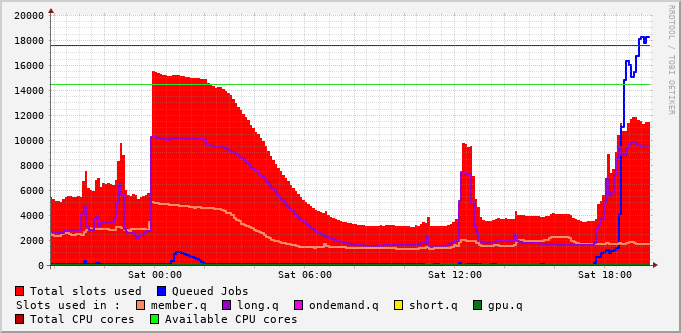 RRDTOOL / TOBI OETIKER
20000
18000
16000
14000
12000
10000
8000
6000
4000
2000
0
Sat 00:00 Sat 06:00 Sat 12:00 Sat 18:00
Total slots used Queued Jobs
Slots used in : member.q long.q ondemand.q short.q gpu.q
Total CPU cores Available CPU cores